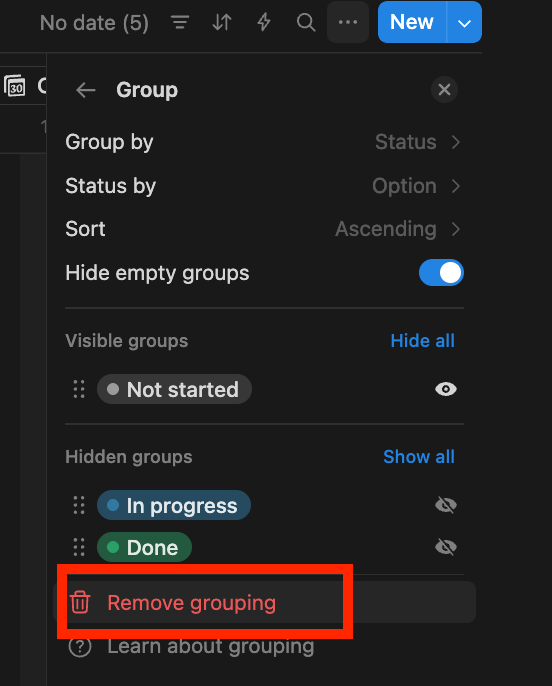 No date (5)
New
30
Group
Group by
Status
Status by
Option
Sort
Ascending
Hide empty groups
Visible groups
Hide all
Not started
Hidden groups
Show all
In progress
Done
Remove grouping
Learn about grouping